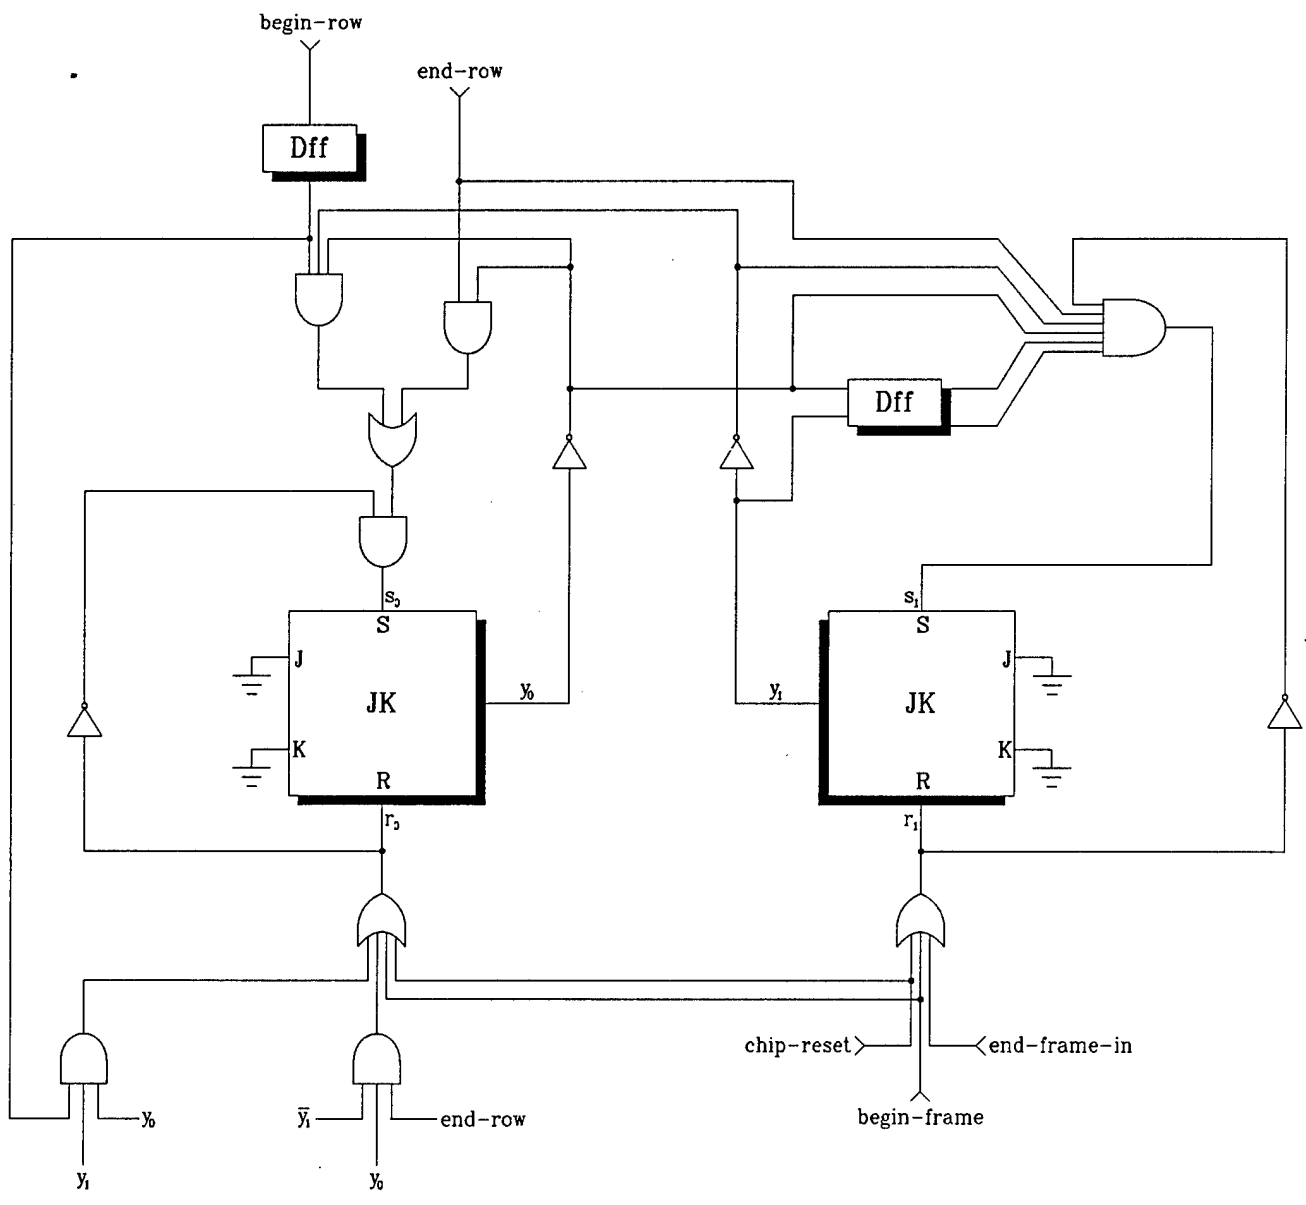 begin-row
end-row
Dff
Dff
s₀
s₁
S
S
J
J
y₀
y₁
JK
JK
K
K
R
R
r₀
r₁
chip-reset
end-frame-in
y₀
y̅₁
end-row
begin-frame
y₁
y₀